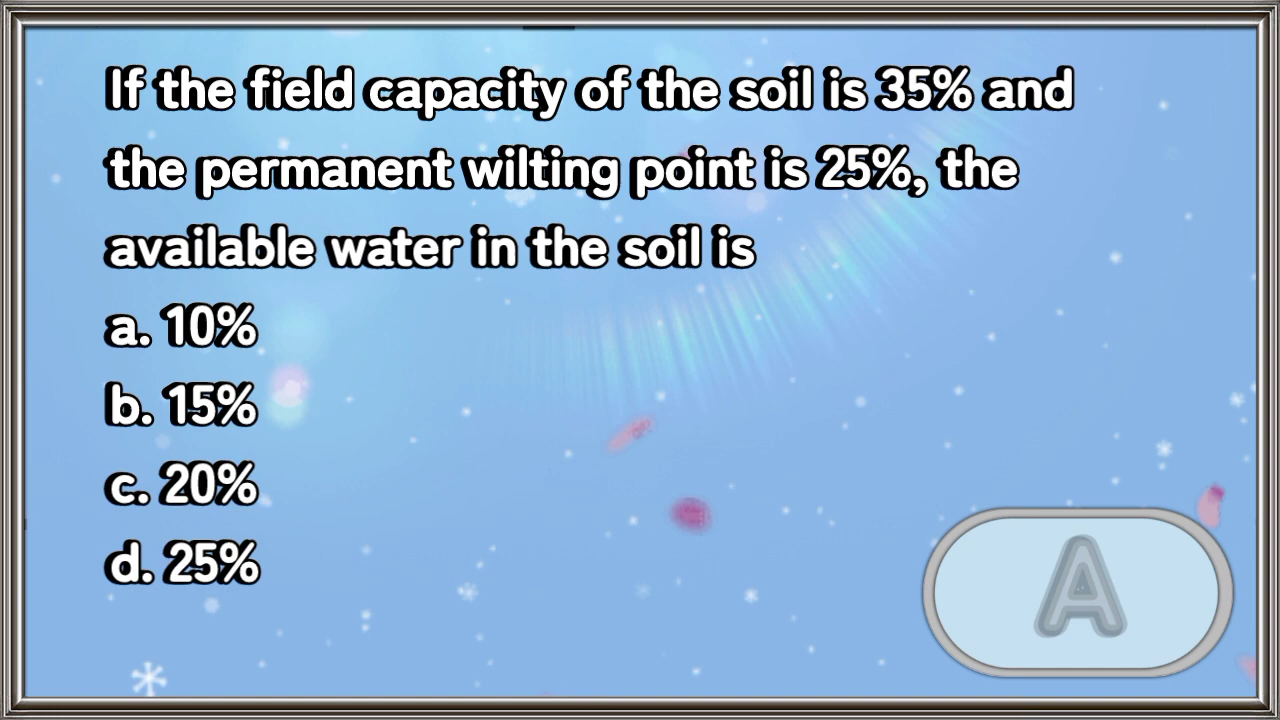 If the field capacity of the soil is 35% and
the permanent wilting point is 25%, the
available water in the soil is
a. 10%
b. 15%
c. 20%
d. 25%
A